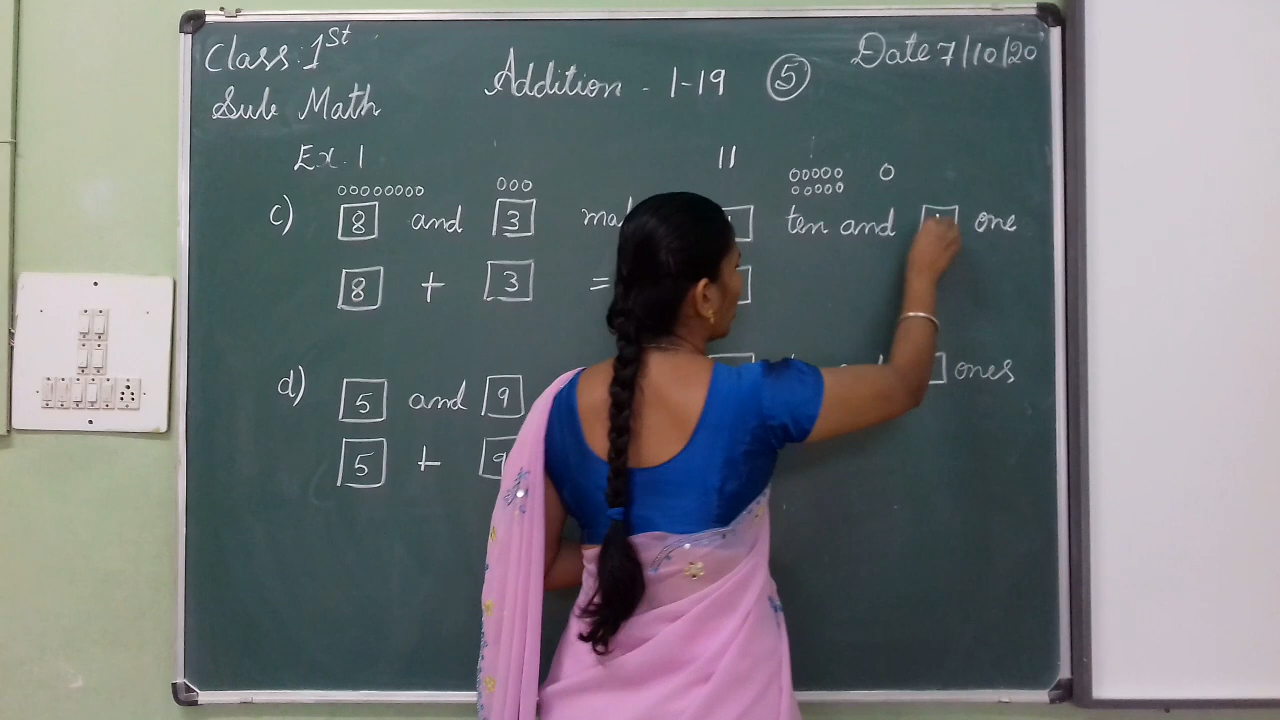 Class: 1st
Addition - 1-19 5
Date 7/10/20
Sub Math
Ex. 1
11
c) 8 and 3 ten and one
8 + 3 =
d) 5 and 9 ones
5 + 9